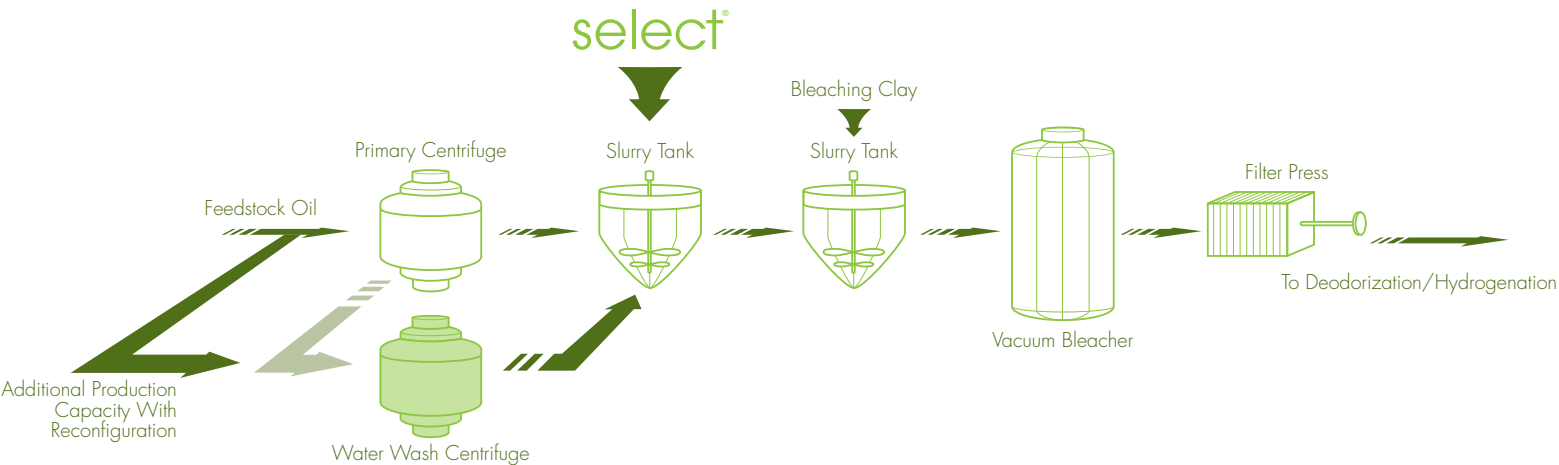 select®
Bleaching Clay
Primary Centrifuge
Slurry Tank
Slurry Tank
Filter Press
Feedstock Oil
To Deodorization/Hydrogenation
Vacuum Bleacher
Additional Production
Capacity With
Reconfiguration
Water Wash Centrifuge